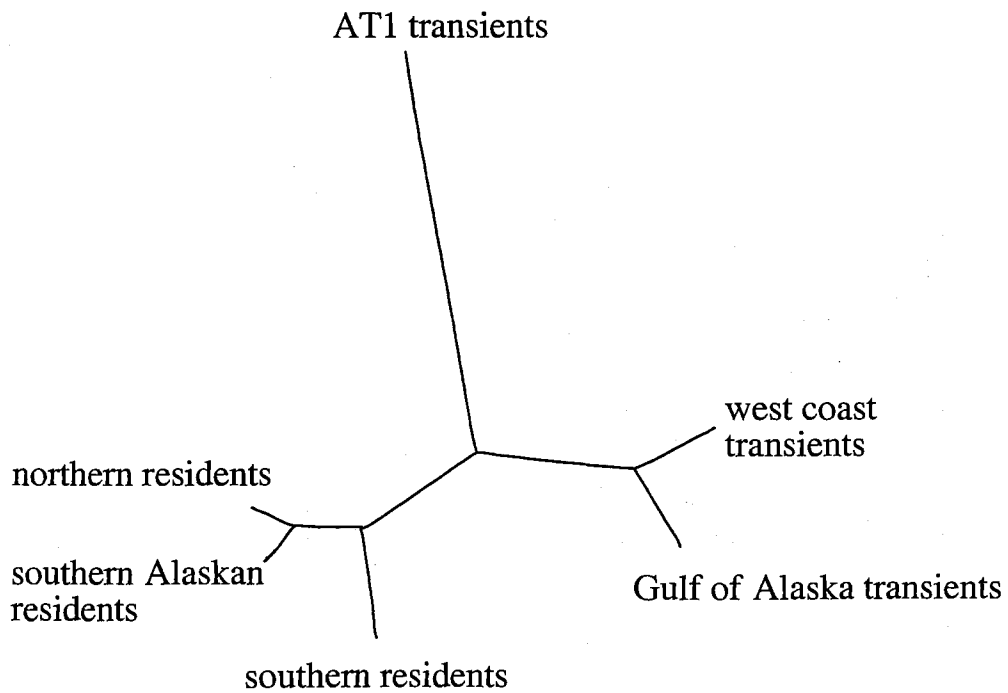 AT1 transients
west coast
transients
northern residents
southern Alaskan
residents
Gulf of Alaska transients
southern residents